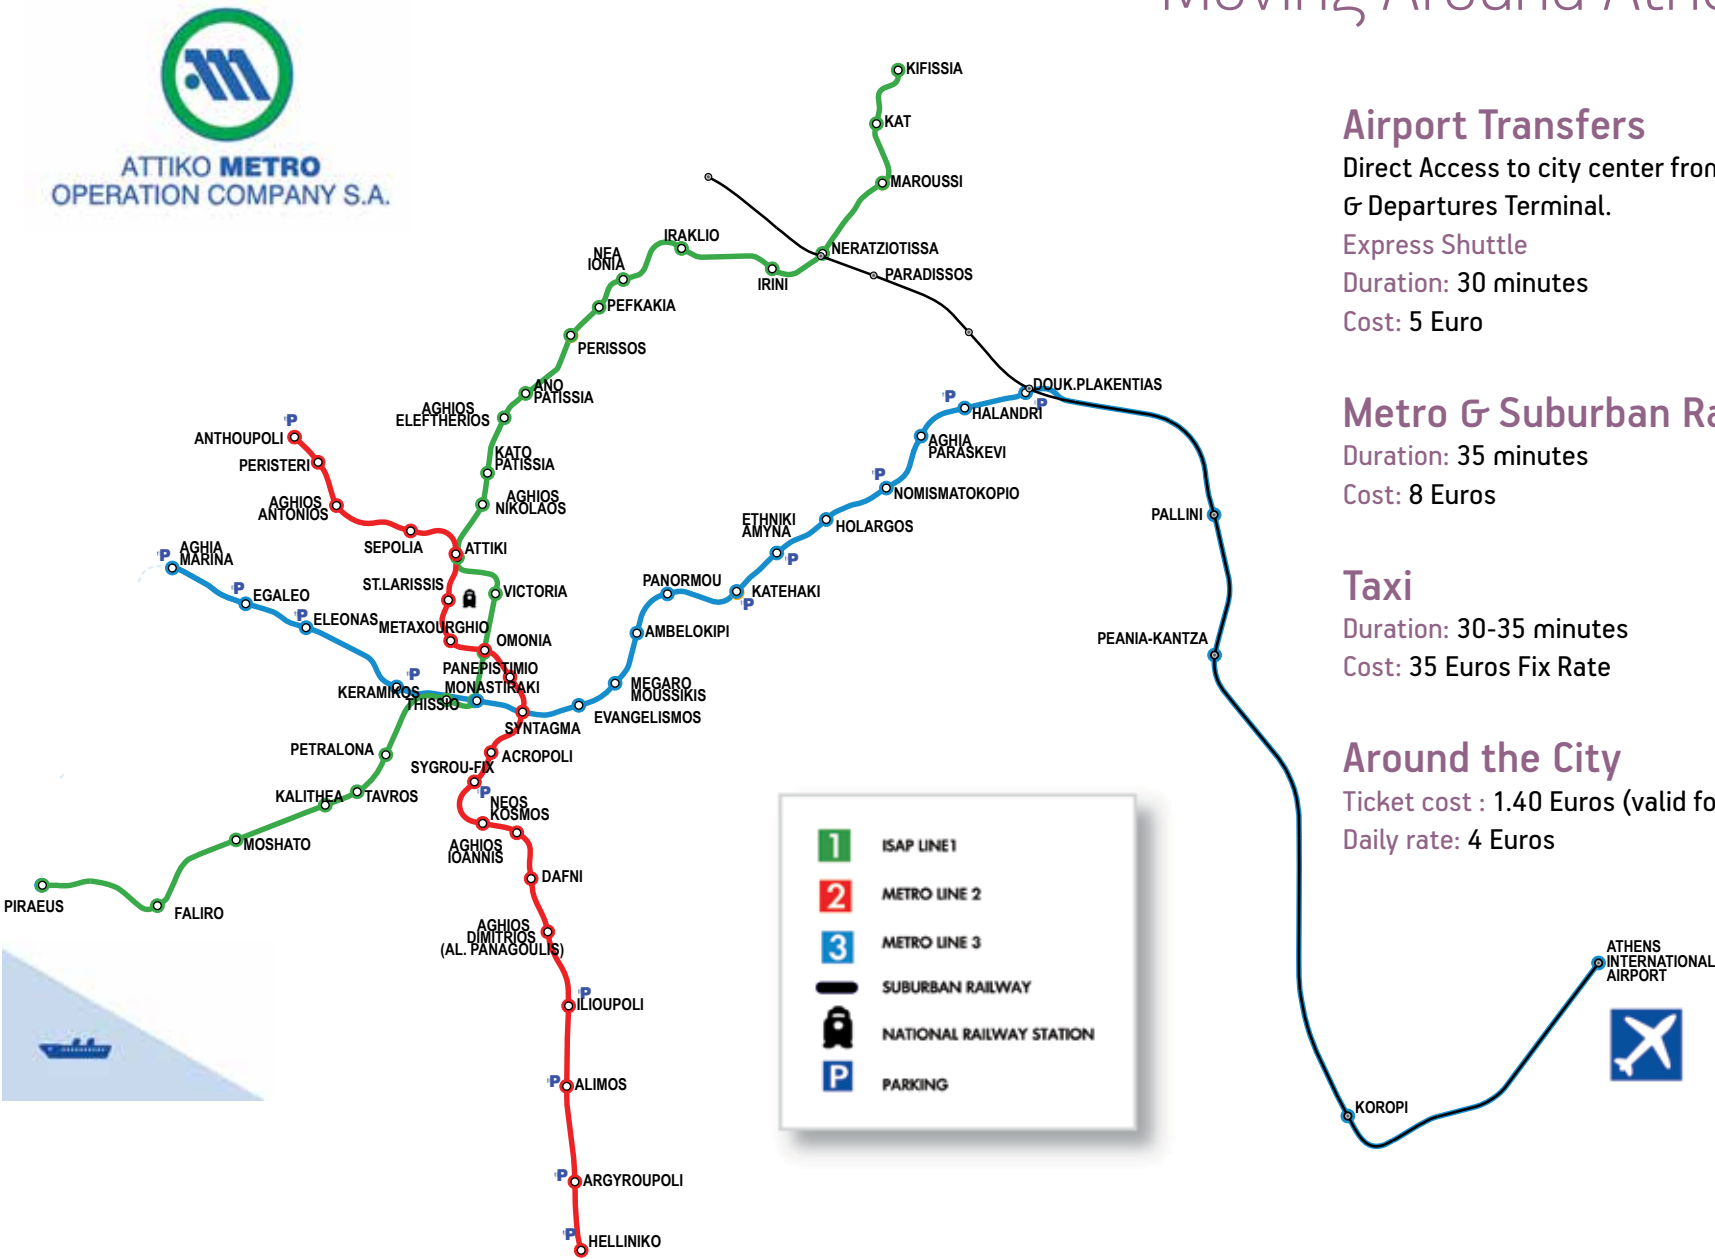 Moving Around
ATTIKO METRO
OPERATION COMPANY S.A.
KIFISSIA
KAT
MAROUSSI
NERATZIOTISSA
PARADISSOS
IRAKLIO
IRINI
NEA
IONIA
PEFKAKIA
PERISSOS
ANO
PATISSIA
AGHIOS
ELEFTHERIOS
KATO
PATISSIA
AGHIOS
NIKOLAOS
P
ANTHOUPOLI
PERISTERI
AGHIOS
ANTONIOS
SEPOLIA
ATTIKI
ST.LARISSIS
VICTORIA
METAXOURGHIO
OMONIA
PANEPISTIMIO
P
AGHIA
MARINA
P
EGALEO
P
ELEONAS
P
KERAMIKOS
THISSIO
MONASTIRAKI
SYNTAGMA
EVANGELISMOS
MEGARO
MOUSSIKIS
AMBELOKIPI
PANORMOU
KATEHAKI
P
ETHNIKI
AMYNA
P
HOLARGOS
P
NOMISMATOKOPIO
AGHIA
PARASKEVI
P
HALANDRI
DOUK.PLAKENTIAS
P
PALLINI
PEANIA-KANTZA
KOROPI
ATHENS
INTERNATIONAL
AIRPORT
PETRALONA
TAVROS
KALITHEA
MOSHATO
FALIRO
PIRAEUS
ACROPOLI
SYGROU-FIX
P
NEOS
KOSMOS
AGHIOS
IOANNIS
DAFNI
AGHIOS
DIMITRIOS
(AL. PANAGOULIS)
P
ILIOUPOLI
P
ALIMOS
P
ARGYROUPOLI
P
HELLINIKO
1 ISAP LINE1
2 METRO LINE 2
3 METRO LINE 3
SUBURBAN RAILWAY
NATIONAL RAILWAY STATION
P PARKING
Airport Transfers
Direct Access to city center from
& Departures Terminal.
Express Shuttle
Duration: 30 minutes
Cost: 5 Euro
Metro & Suburban
Duration: 35 minutes
Cost: 8 Euros
Taxi
Duration: 30-35 minutes
Cost: 35 Euros Fix Rate
Around the City
Ticket cost : 1.40 Euros (valid
Daily rate: 4 Euros